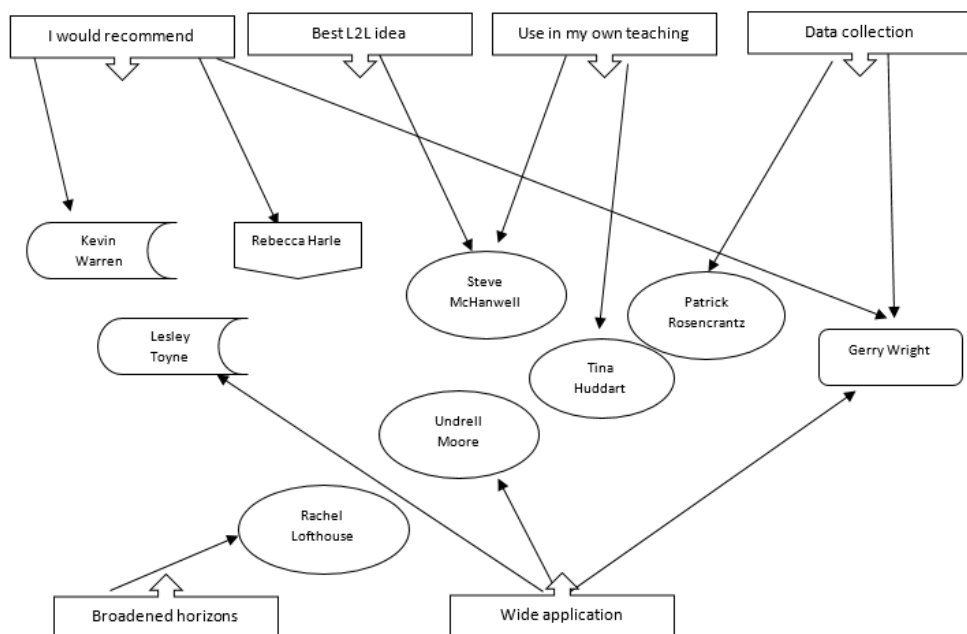 I would recommend
Best L2L idea
Use in my own teaching
Data collection
Kevin
Warren
Rebecca Harle
Steve
McHanwell
Patrick
Rosencrantz
Lesley
Toyne
Tina
Huddart
Gerry Wright
Undrell
Moore
Rachel
Lofthouse
Broadened horizons
Wide application